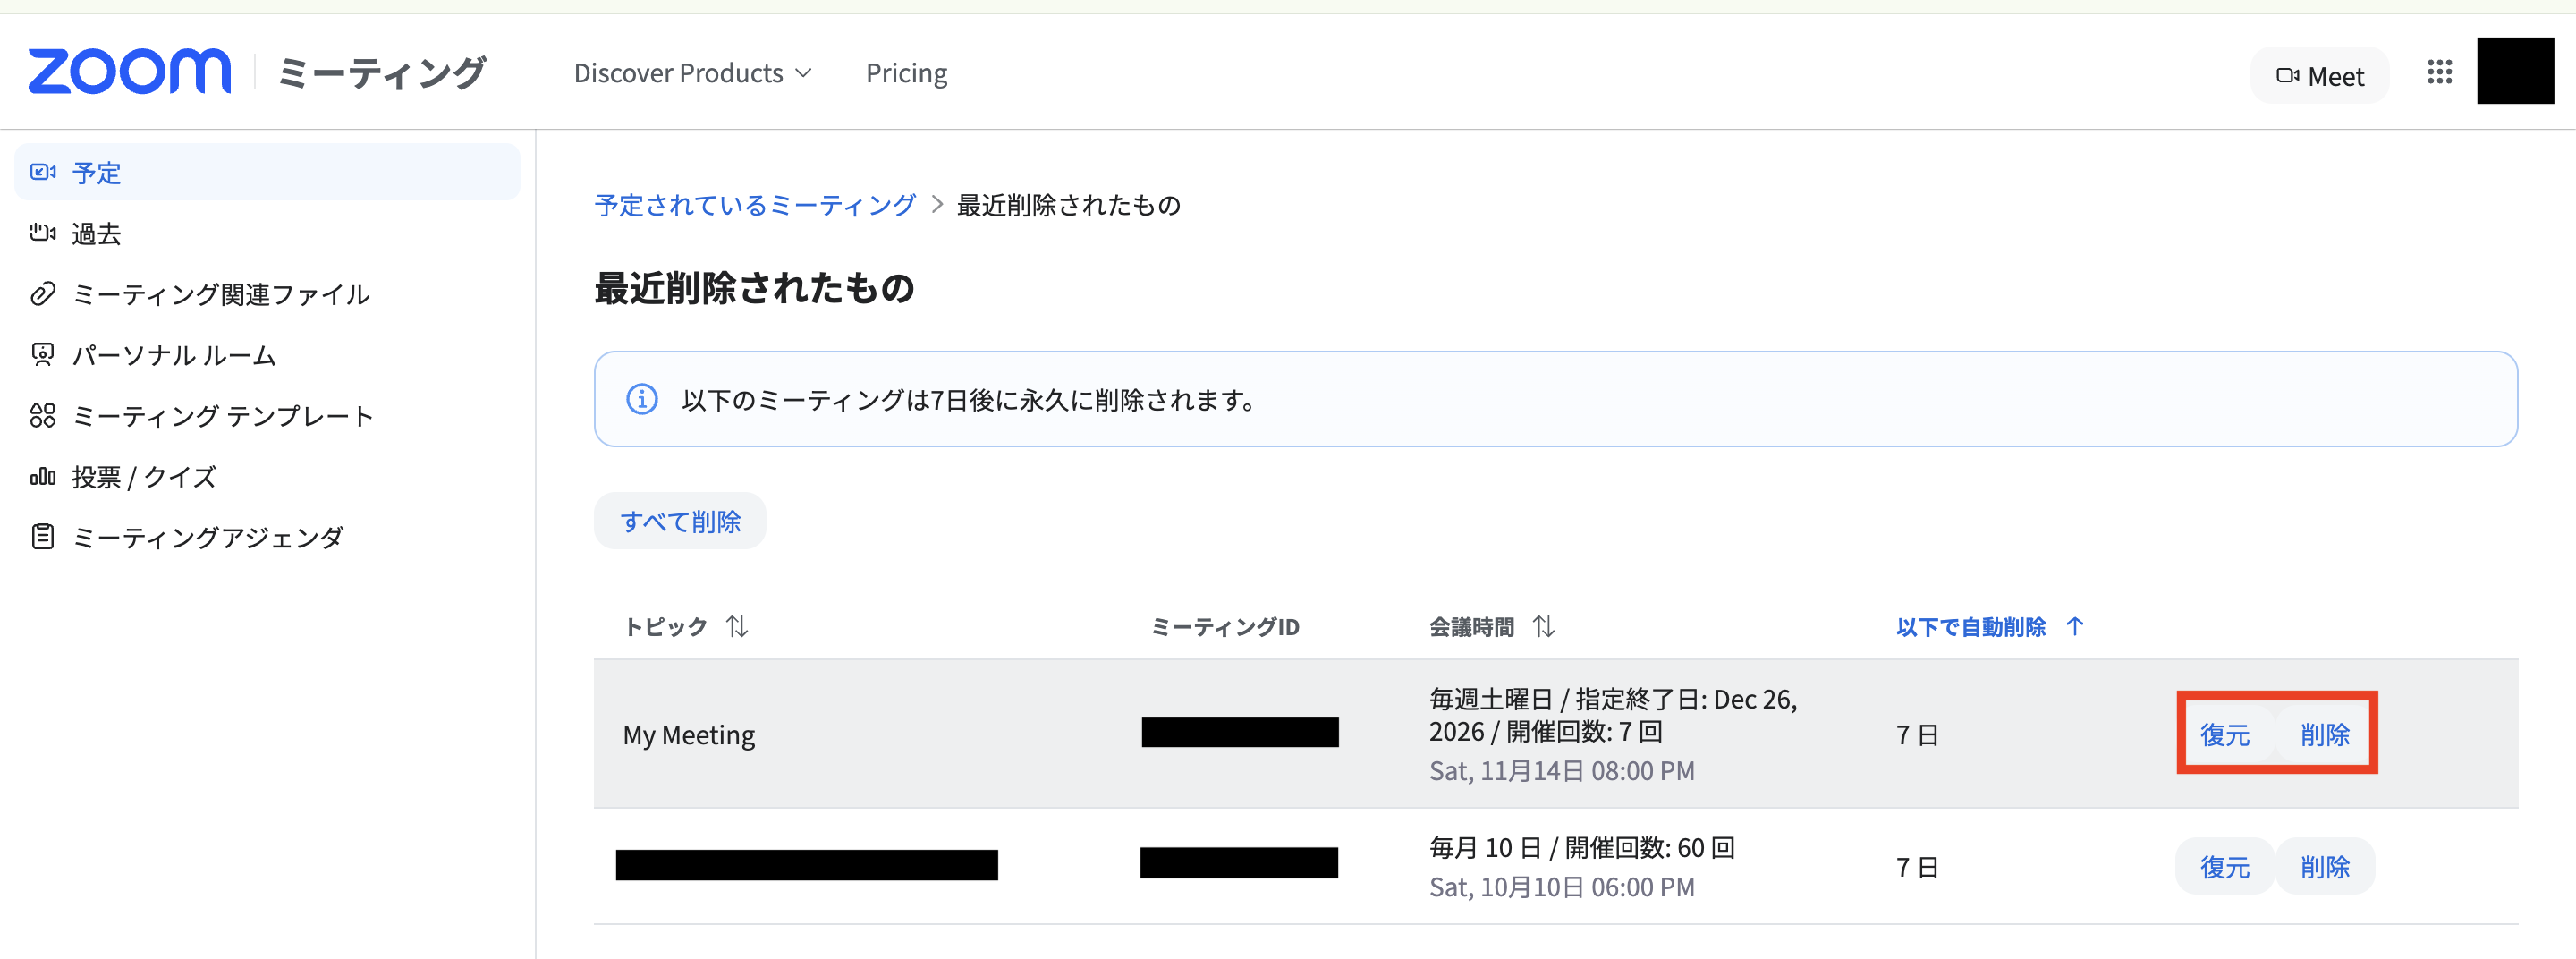 zoom ミーティング Discover Products Pricing Meet
予定
過去
ミーティング関連ファイル
パーソナル ルーム
ミーティング テンプレート
投票 / クイズ
ミーティングアジェンダ
予定されているミーティング > 最近削除されたもの
最近削除されたもの
以下のミーティングは7日後に永久に削除されます。
すべて削除
トピック ミーティングID 会議時間 以下で自動削除
My Meeting
毎週土曜日 / 指定終了日: Dec 26,
2026 / 開催回数: 7 回
Sat, 11月14日 08:00 PM
7 日
復元 削除
毎月 10 日 / 開催回数: 60 回
Sat, 10月10日 06:00 PM
7 日
復元 削除